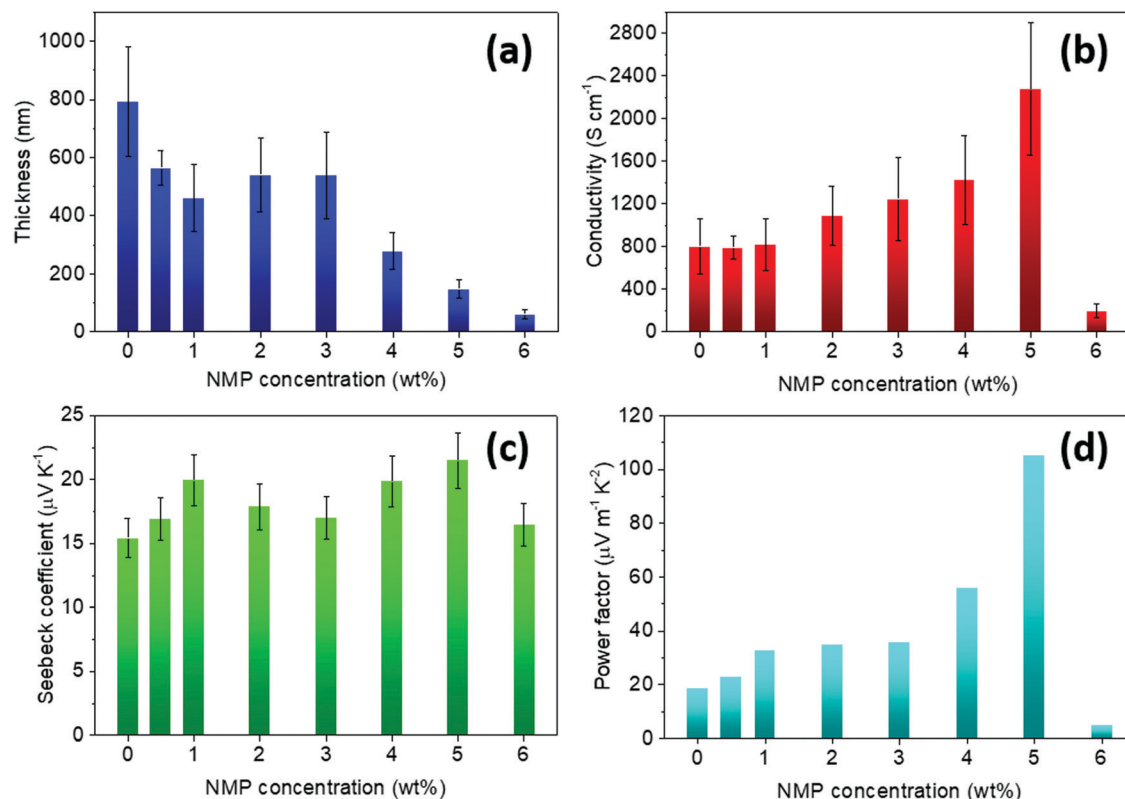 (a)
Thickness (nm)
1000
800
600
400
200
0
0 1 2 3 4 5 6
NMP concentration (wt%)
(b)
Conductivity (S cm⁻¹)
2800
2400
2000
1600
1200
800
400
0
0 1 2 3 4 5 6
NMP concentration (wt%)
(c)
Seebeck coefficient (μV K⁻¹)
25
20
15
10
5
0
0 1 2 3 4 5 6
NMP concentration (wt%)
(d)
Power factor (μV m⁻¹ K⁻²)
120
100
80
60
40
20
0
0 1 2 3 4 5 6
NMP concentration (wt%)